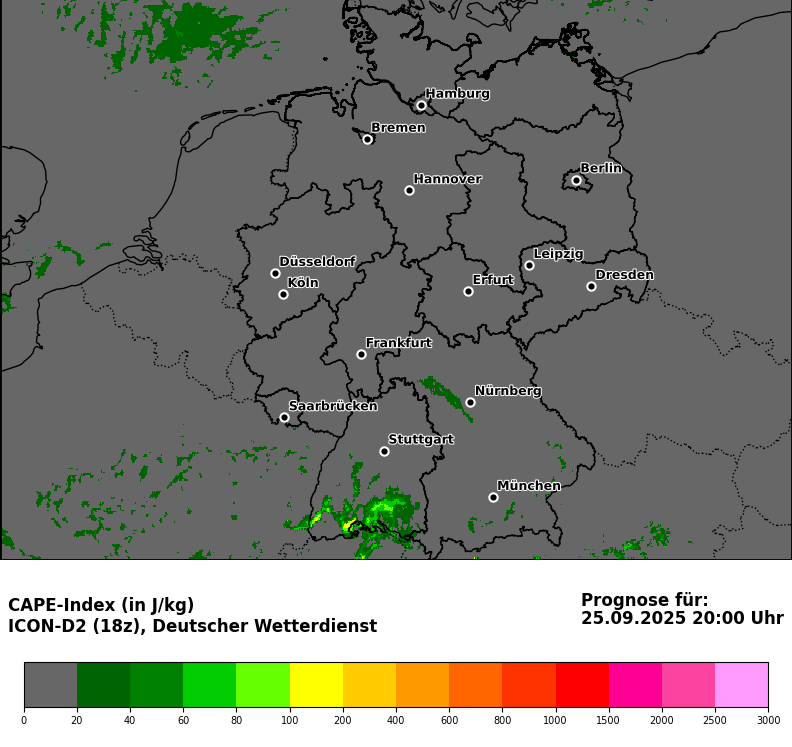 Hamburg
Bremen
Berlin
Hannover
Leipzig
Düsseldorf
Dresden
Köln
Erfurt
Frankfurt
Nürnberg
Saarbrücken
Stuttgart
München
CAPE-Index (in J/kg)
ICON-D2 (18z), Deutscher Wetterdienst
Prognose für:
25.09.2025 20:00 Uhr
0 20 40 60 80 100 200 400 600 800 1000 1500 2000 2500 3000